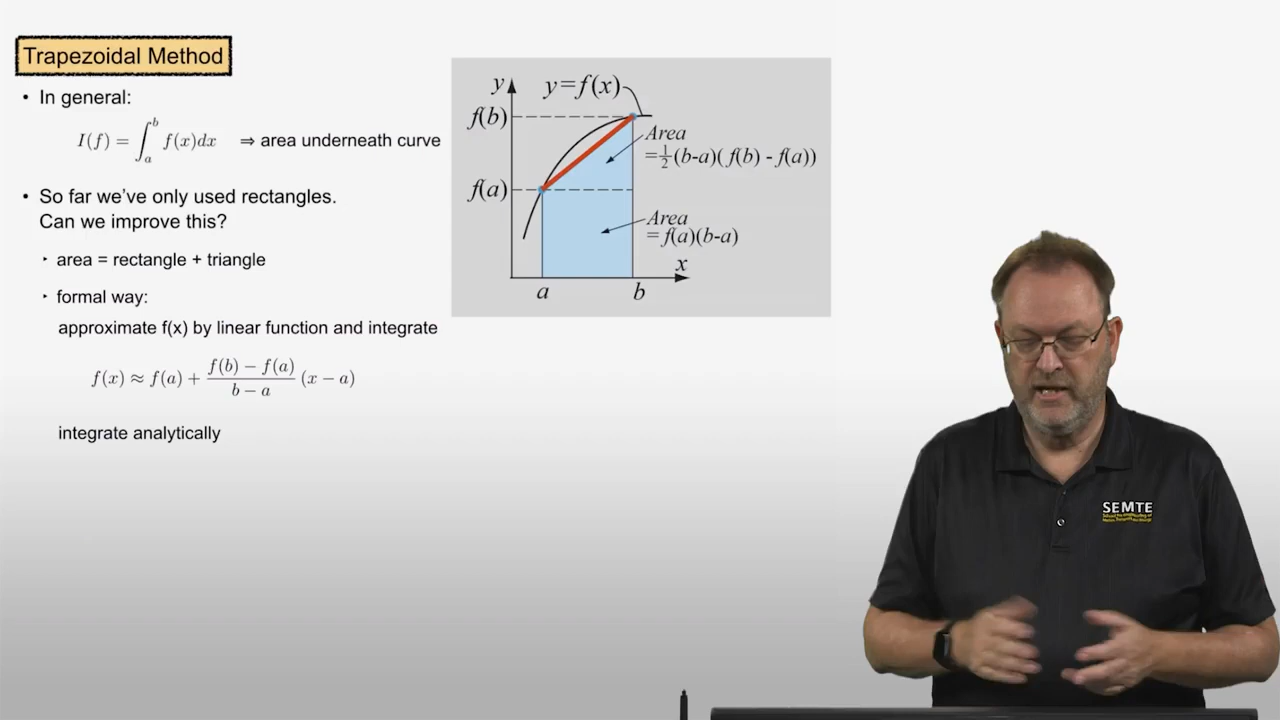 Trapezoidal Method
• In general:
I(f) = ∫_a^b f(x)dx ⇒ area underneath curve
• So far we've only used rectangles.
Can we improve this?
‣ area = rectangle + triangle
‣ formal way:
approximate f(x) by linear function and integrate
f(x) ≈ f(a) + \frac{f(b) − f(a)}{b − a} (x − a)
integrate analytically
y
y=f(x)
f(b)
Area
=½(b-a)( f(b) - f(a))
f(a)
Area
= f(a)(b-a)
x
a b
SEMTE